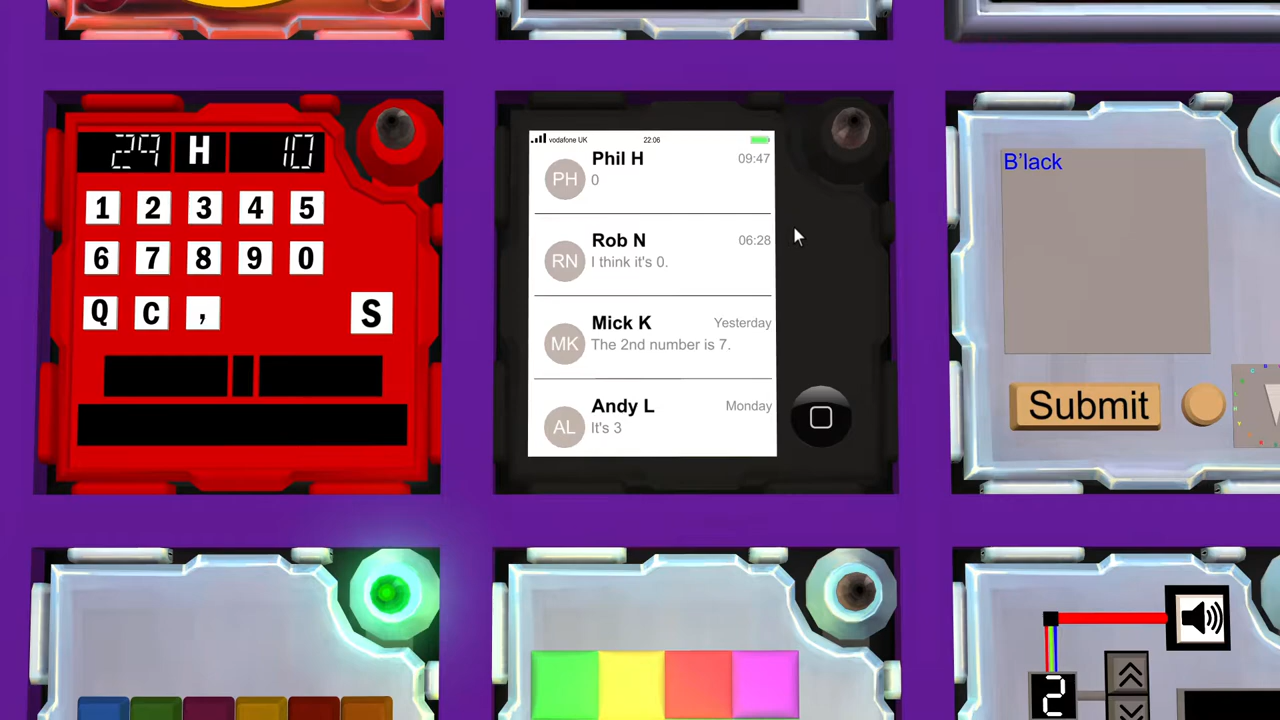 29 H 10
1 2 3 4 5
6 7 8 9 0
Q C , S
vodafone UK 22.06
Phil H 09:47
PH 0
Rob N 06:28
RN I think it's 0.
Mick K Yesterday
MK The 2nd number is 7.
Andy L Monday
AL It's 3
B'lack
Submit
2